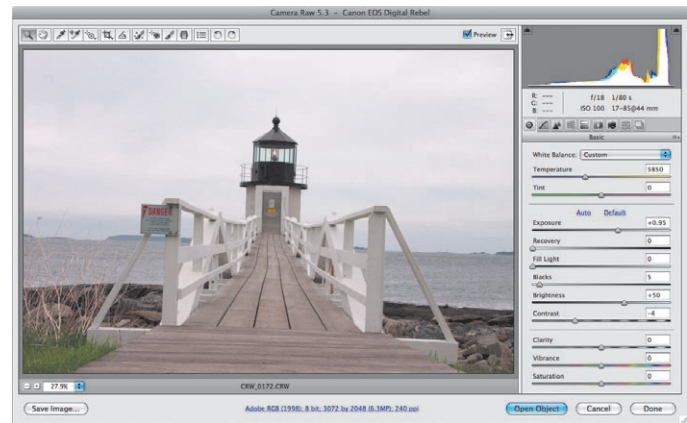 Camera Raw 5.3 - Canon EOS Digital Rebel
Preview
R: ---
G: ---
B: ---
f/18 1/80 s
ISO 100 17-85@44 mm
Basic
White Balance: Custom
Temperature 5850
Tint 0
Auto Default
Exposure +0.95
Recovery 0
Fill Light 0
Blacks 5
Brightness +50
Contrast -4
Clarity 0
Vibrance 0
Saturation 0
DANGER
27.9% CRW_0172.CRW
Save Image... Adobe RGB (1998); 8 bit; 3072 by 2048 (6.3MP); 240 ppi Open Object Cancel Done